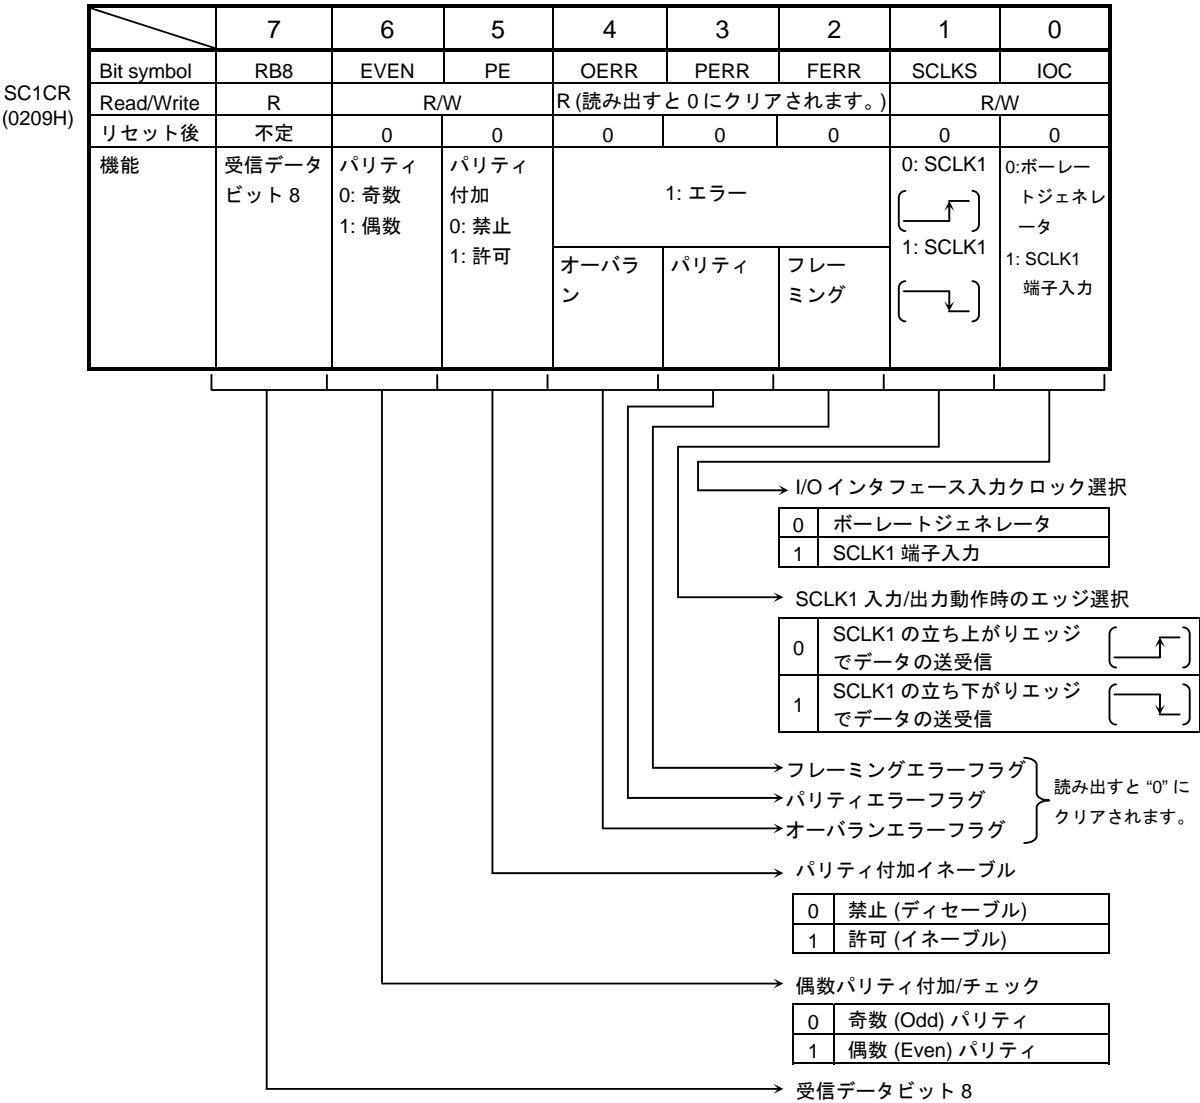 7 6 5 4 3 2 1 0
Bit symbol RB8 EVEN PE OERR PERR FERR SCLKS IOC
SC1CR
(0209H)
Read/Write R R/W R (読み出すと 0 にクリアされます。) R/W
リセット後 不定 0 0 0 0 0 0 0
機能
受信データ
ビット 8
パリティ
0: 奇数
1: 偶数
パリティ
付加
0: 禁止
1: 許可
1: エラー
オーバラ
ン
パリティ
フレー
ミング
0: SCLK1
1: SCLK1
0:ボーレー
トジェネレ
ータ
1: SCLK1
端子入力
I/O インタフェース入力クロック選択
0 ボーレートジェネレータ
1 SCLK1 端子入力
SCLK1 入力/出力動作時のエッジ選択
0 SCLK1 の立ち上がりエッジ
でデータの送受信
1 SCLK1 の立ち下がりエッジ
でデータの送受信
フレーミングエラーフラグ
パリティエラーフラグ
オーバランエラーフラグ
読み出すと “0” に
クリアされます。
パリティ付加イネーブル
0 禁止 (ディセーブル)
1 許可 (イネーブル)
偶数パリティ付加/チェック
0 奇数 (Odd) パリティ
1 偶数 (Even) パリティ
受信データビット 8